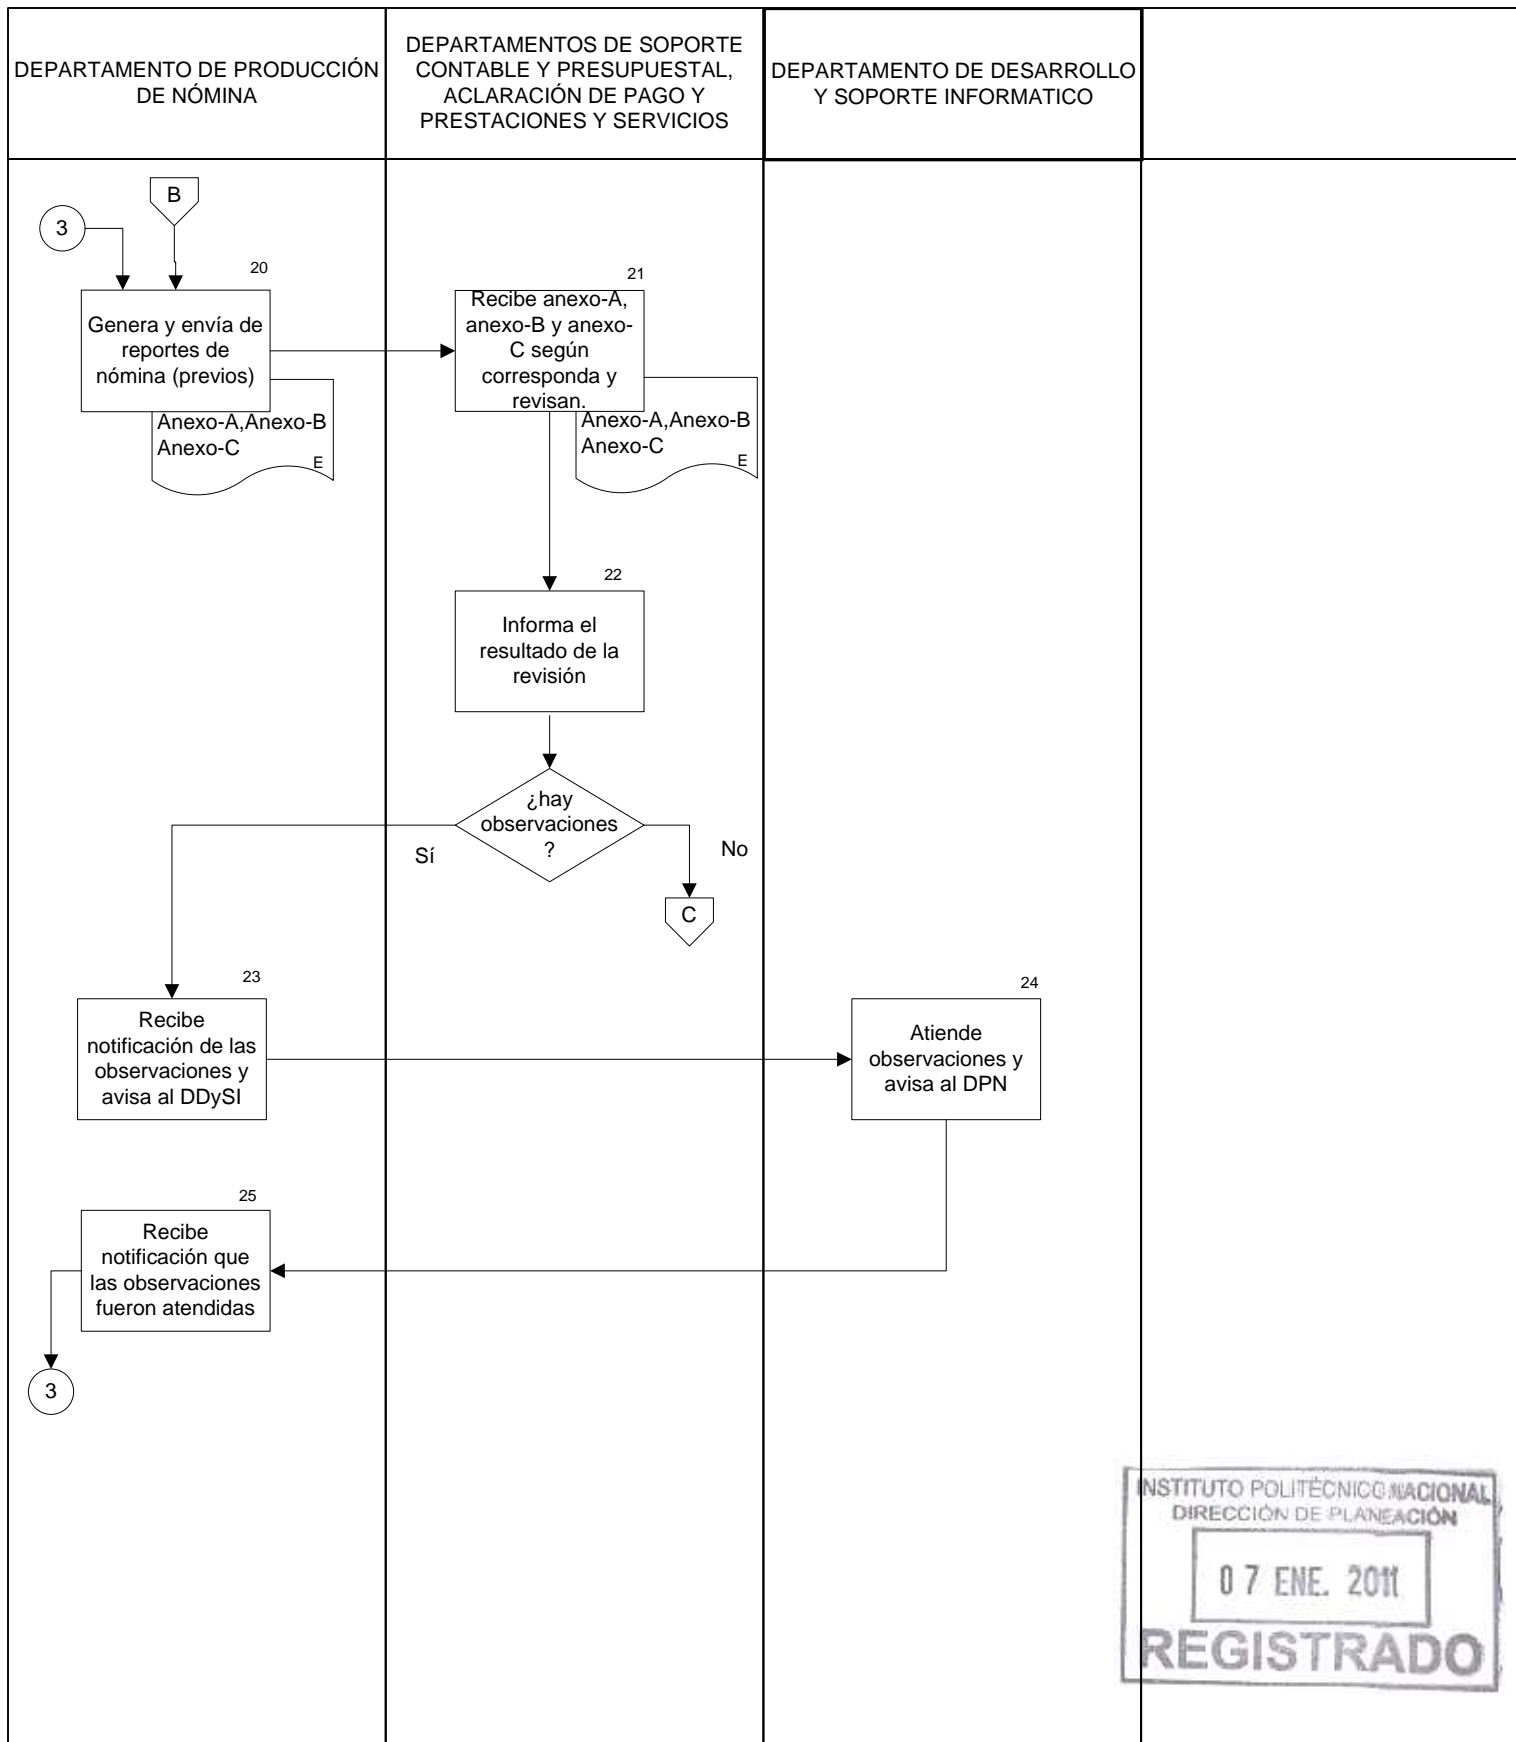 DEPARTAMENTO DE PRODUCCIÓN
DE NÓMINA
DEPARTAMENTOS DE SOPORTE
CONTABLE Y PRESUPUESTAL,
ACLARACIÓN DE PAGO Y
PRESTACIONES Y SERVICIOS
DEPARTAMENTO DE DESARROLLO
Y SOPORTE INFORMATICO
B
3
20
Genera y envía de
reportes de
nómina (previos)
Anexo-A,Anexo-B
Anexo-C
E
21
Recibe anexo-A,
anexo-B y anexo-
C según
corresponda y
revisan.
Anexo-A,Anexo-B
Anexo-C
E
22
Informa el
resultado de la
revisión
¿hay
observaciones
?
Sí
No
C
23
Recibe
notificación de las
observaciones y
avisa al DDySI
24
Atiende
observaciones y
avisa al DPN
25
Recibe
notificación que
las observaciones
fueron atendidas
3
INSTITUTO POLITÉCNICO NACIONAL
DIRECCIÓN DE PLANEACIÓN
07 ENE. 2011
REGISTRADO